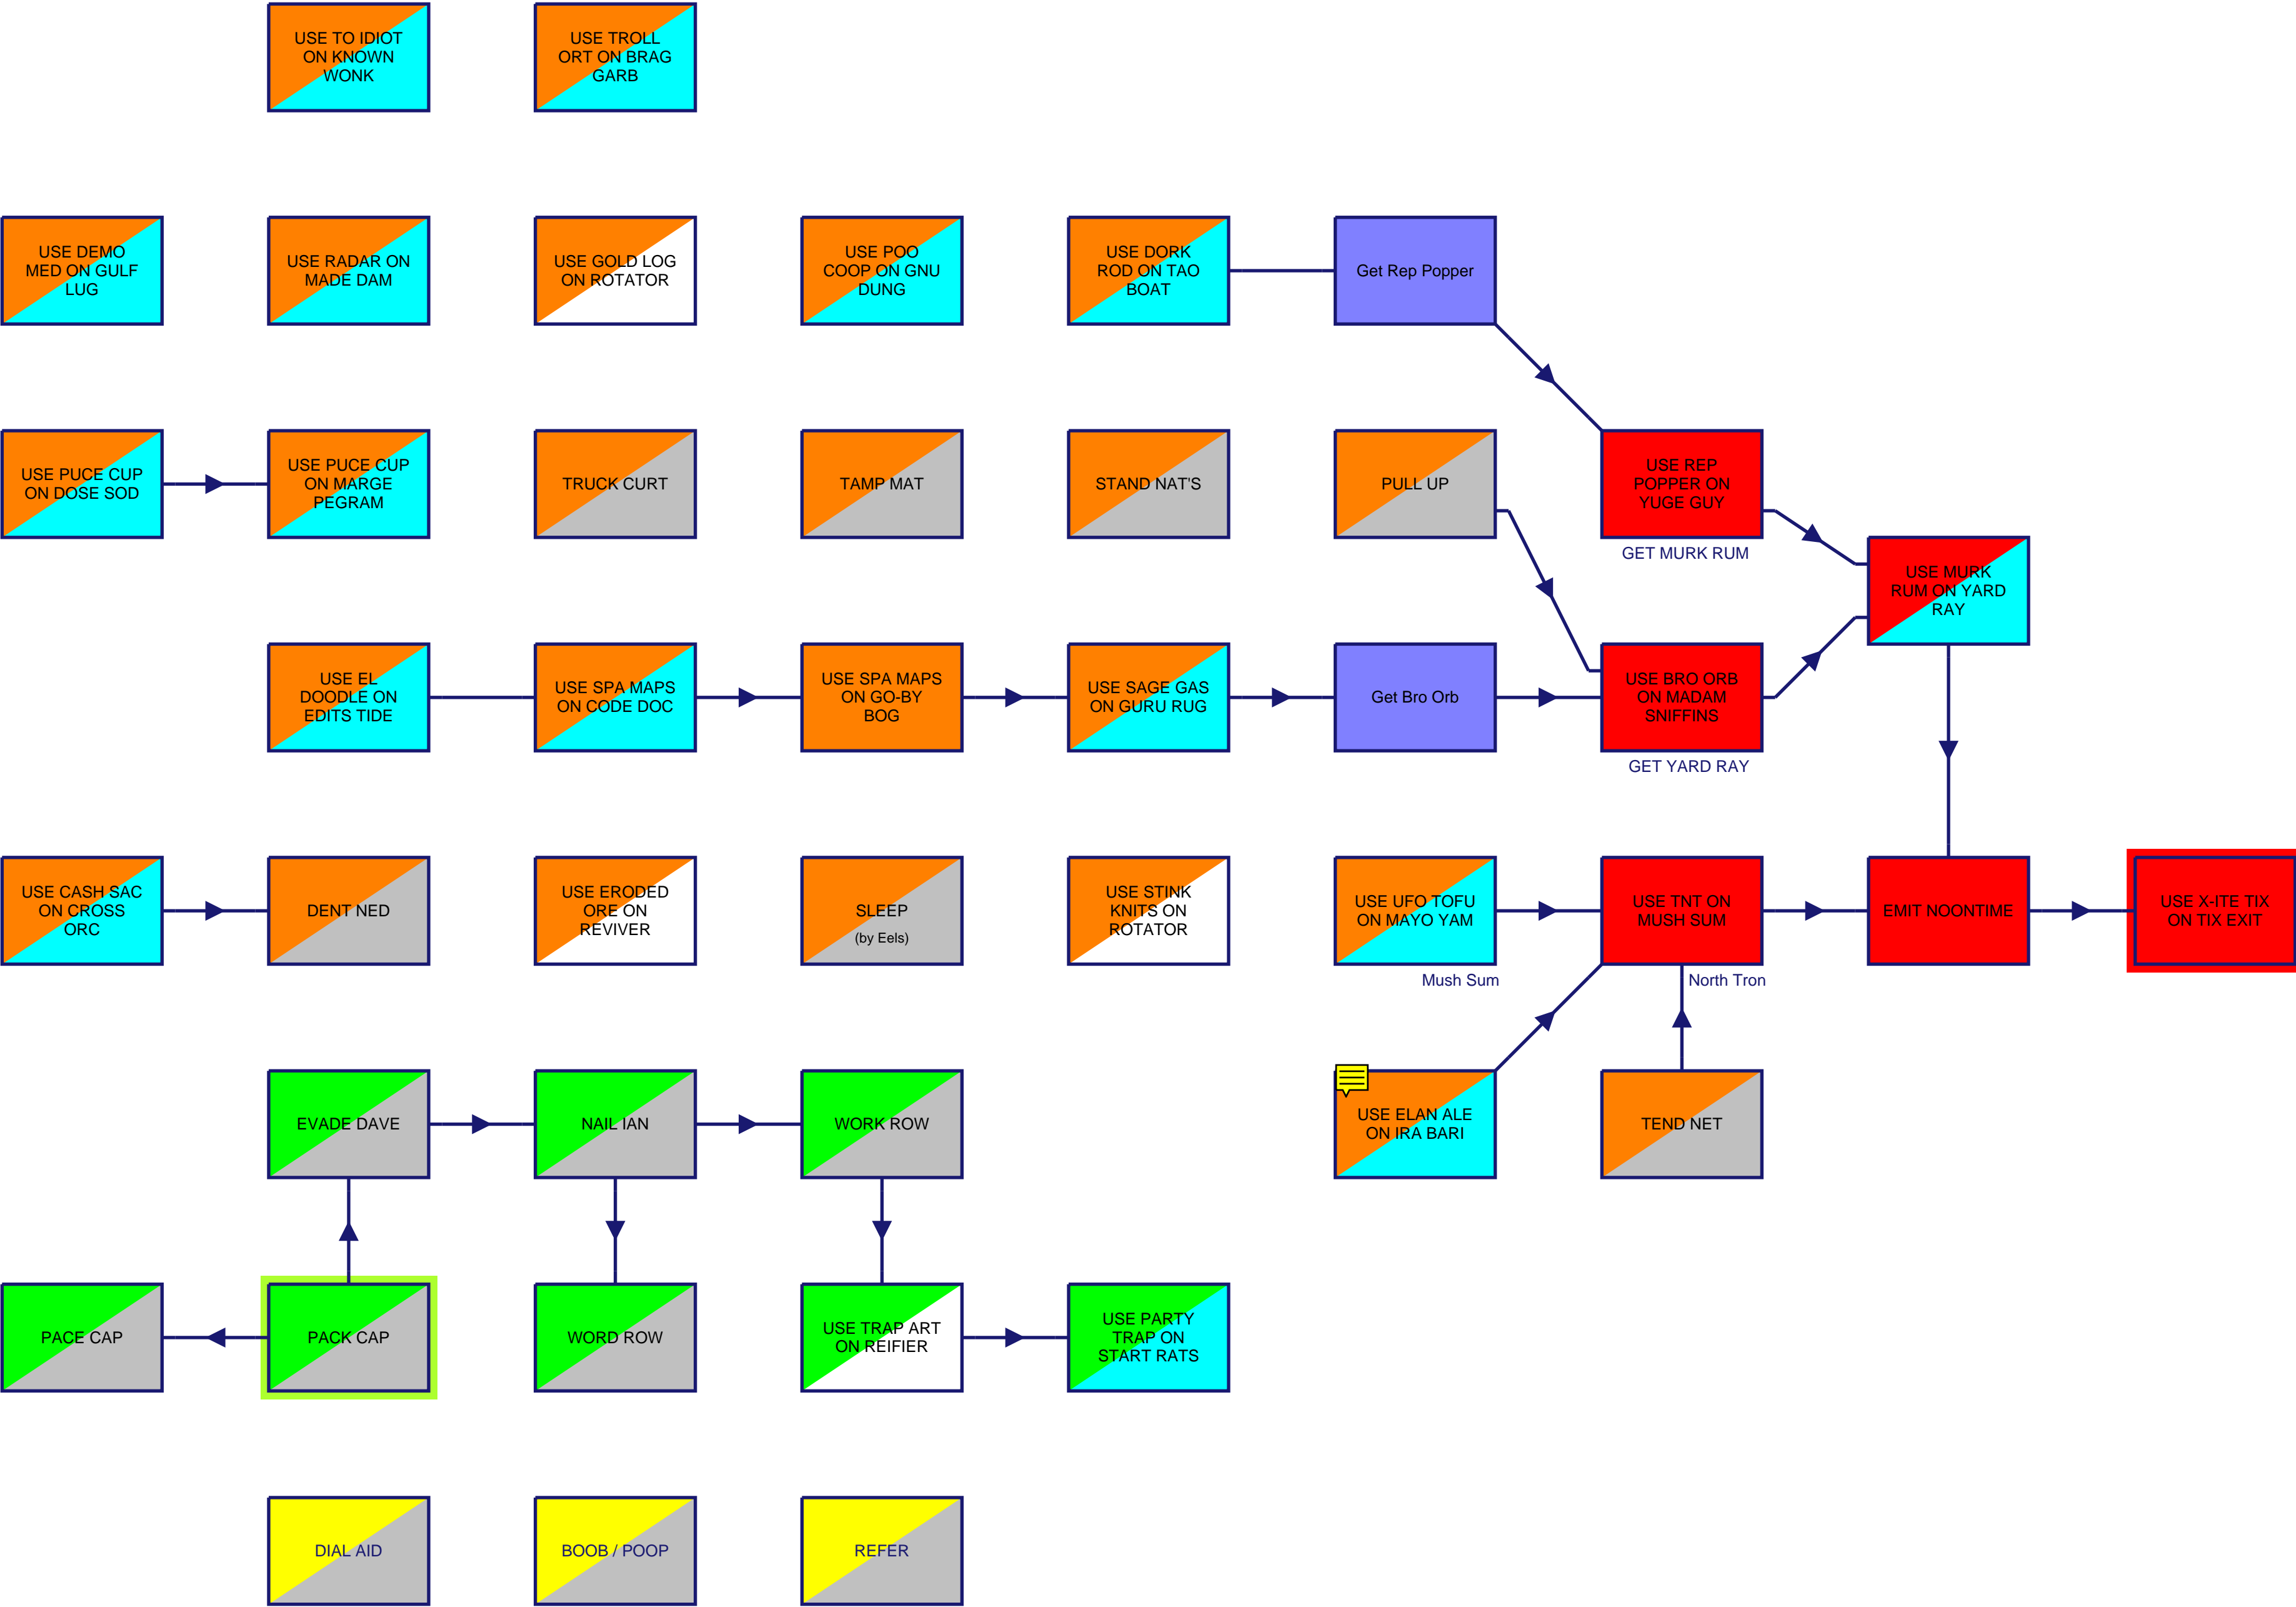 USE TO IDIOT
ON KNOWN
WONK
USE TROLL
ORT ON BRAG
GARB
USE DEMO
MED ON GULF
LUG
USE RADAR ON
MADE DAM
USE GOLD LOG
ON ROTATOR
USE POO
COOP ON GNU
DUNG
USE DORK
ROD ON TAO
BOAT
Get Rep Popper
USE PUCE CUP
ON DOSE SOD
USE PUCE CUP
ON MARGE
PEGRAM
TRUCK CURT
TAMP MAT
STAND NAT'S
PULL UP
USE REP
POPPER ON
YUGE GUY
GET MURK RUM
USE MURK
RUM ON YARD
RAY
USE EL
DOODLE ON
EDITS TIDE
USE SPA MAPS
ON CODE DOC
USE SPA MAPS
ON GO-BY
BOG
USE SAGE GAS
ON GURU RUG
Get Bro Orb
USE BRO ORB
ON MADAM
SNIFFINS
GET YARD RAY
USE CASH SAC
ON CROSS
ORC
DENT NED
USE ERODED
ORE ON
REVIVER
SLEEP
(by Eels)
USE STINK
KNITS ON
ROTATOR
USE UFO TOFU
ON MAYO YAM
Mush Sum
USE TNT ON
MUSH SUM
North Tron
EMIT NOONTIME
USE X-ITE TIX
ON TIX EXIT
EVADE DAVE
NAIL IAN
WORK ROW
USE ELAN ALE
ON IRA BARI
TEND NET
PACE CAP
PACK CAP
WORD ROW
USE TRAP ART
ON REIFIER
USE PARTY
TRAP ON
START RATS
DIAL AID
BOOB / POOP
REFER